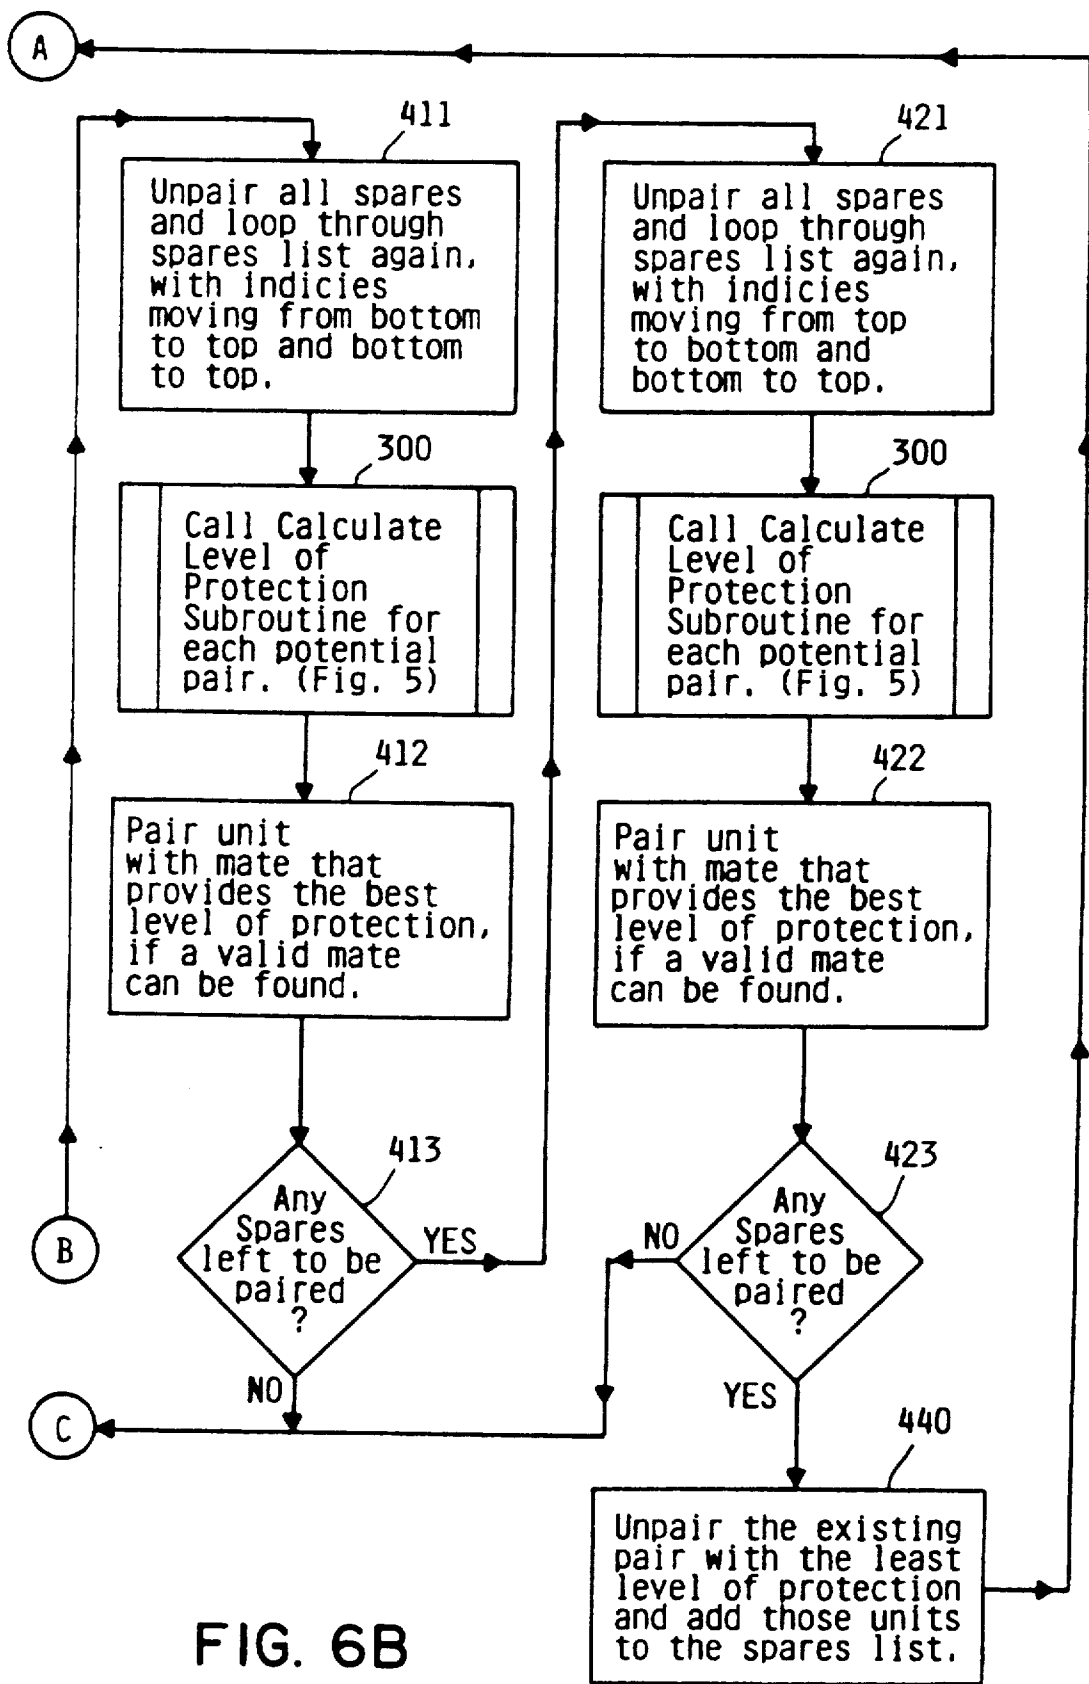 A
411
Unpair all spares
and loop through
spares list again,
with indicies
moving from bottom
to top and bottom
to top.
300
Call Calculate
Level of
Protection
Subroutine for
each potential
pair. (Fig. 5)
412
Pair unit
with mate that
provides the best
level of protection,
if a valid mate
can be found.
413
Any
Spares
left to be
paired
?
YES
NO
B
C
421
Unpair all spares
and loop through
spares list again,
with indicies
moving from top
to bottom and
bottom to top.
300
Call Calculate
Level of
Protection
Subroutine for
each potential
pair. (Fig. 5)
422
Pair unit
with mate that
provides the best
level of protection,
if a valid mate
can be found.
423
Any
Spares
left to be
paired
?
NO
YES
440
Unpair the existing
pair with the least
level of protection
and add those units
to the spares list.
FIG. 6B